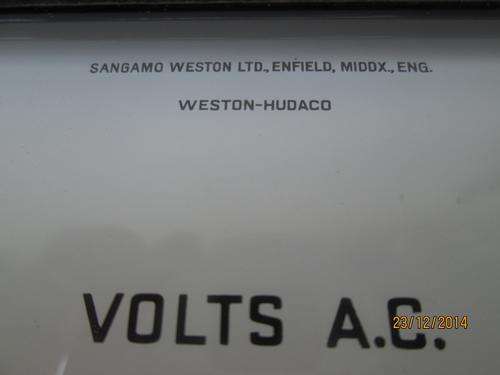 SANGAMO WESTON LTD., ENFIELD, MIDDX., ENG.
WESTON-HUDACO
VOLTS A.C.
23/12/2014